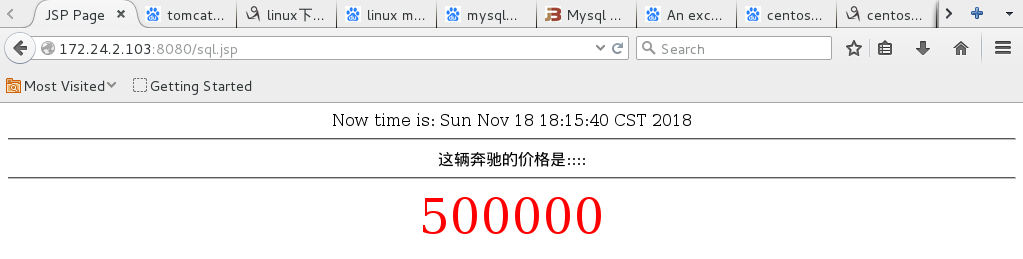 JSP Page
tomcat...
linux下...
linux m...
mysql...
Mysql ...
An exc...
centos...
centos...
172.24.2.103:8080/sql.jsp
Search
Most Visited
Getting Started
Now time is: Sun Nov 18 18:15:40 CST 2018
这辆奔驰的价格是::::
500000